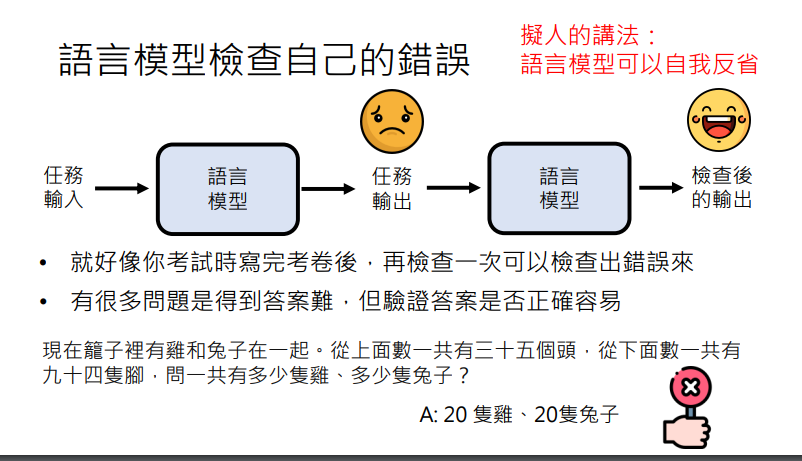 語言模型檢查自己的錯誤
擬人的講法：
語言模型可以自我反省
任務
輸入
語言
模型
任務
輸出
語言
模型
檢查後
的輸出
• 就好像你考試時寫完考卷後，再檢查一次可以檢查出錯誤來
• 有很多問題是得到答案難，但驗證答案是否正確容易
現在籠子裡有雞和兔子在一起。從上面數一共有三十五個頭，從下面數一共有
九十四隻腳，問一共有多少隻雞、多少隻兔子？
A: 20 隻雞、20隻兔子